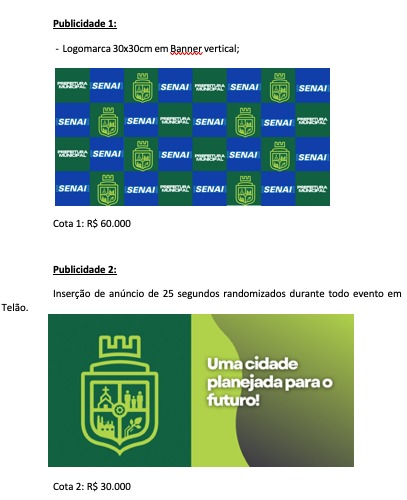 Publicidade 1:
- Logomarca 30x30cm em Banner vertical;
PREFEITURA MUNICIPAL SENAI SENAI PREFEITURA MUNICIPAL SENAI SENAI
SENAI SENAI PREFEITURA MUNICIPAL SENAI SENAI PREFEITURA MUNICIPAL
PREFEITURA MUNICIPAL SENAI SENAI PREFEITURA MUNICIPAL SENAI SENAI
SENAI SENAI PREFEITURA MUNICIPAL SENAI SENAI PREFEITURA MUNICIPAL
Cota 1: R$ 60.000
Publicidade 2:
Inserção de anúncio de 25 segundos randomizados durante todo evento em
Telão.
Uma cidade
planejada para o
futuro!
Cota 2: R$ 30.000